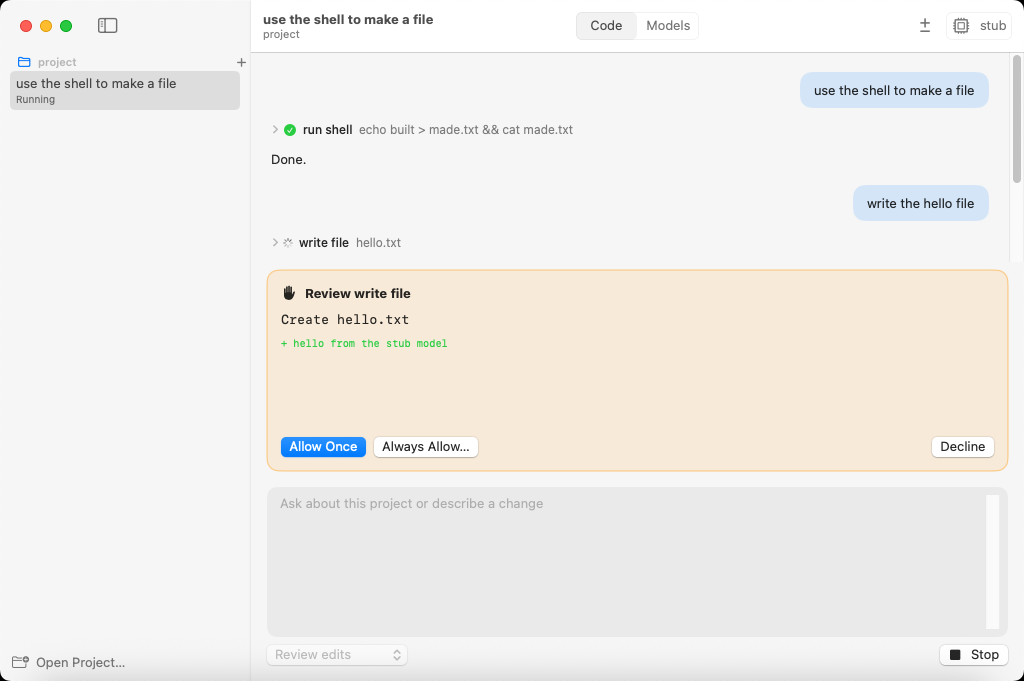 use the shell to make a file
project
Code
Models
stub
project
use the shell to make a file
Running
use the shell to make a file
run shell echo built > made.txt && cat made.txt
Done.
write the hello file
write file hello.txt
Review write file
Create hello.txt
+ hello from the stub model
Allow Once
Always Allow...
Decline
Ask about this project or describe a change
Review edits
Stop
Open Project...